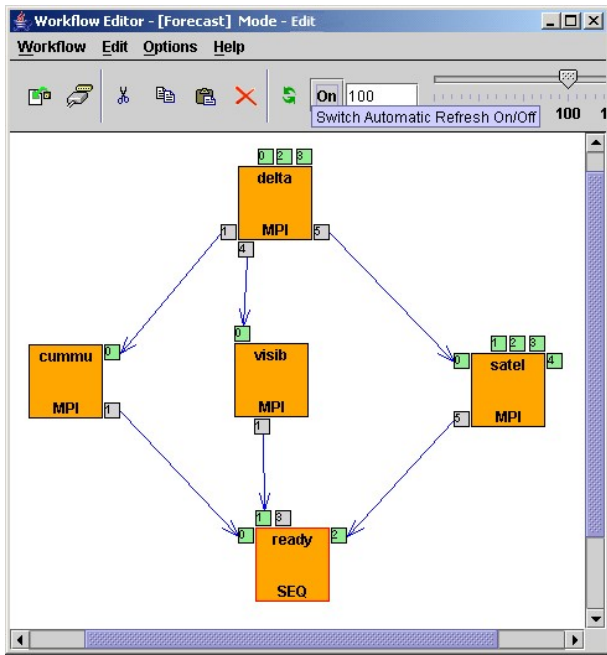 Workflow Editor - [Forecast] Mode - Edit
Workflow Edit Options Help
On 100
Switch Automatic Refresh On/Off 100 1
0 2 3
delta
MPI
1 5
4
0
cummu
MPI
1
0
visib
MPI
1
1 2 3
0 4
satel
MPI
5
1 3
0 2
ready
SEQ